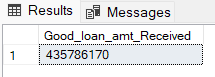 Results Messages
Good_loan_amt_Received
1 435786170